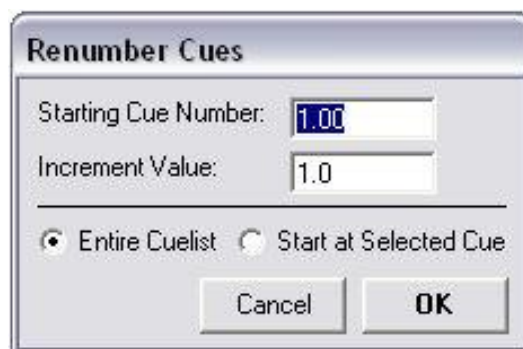 Renumber Cues
Starting Cue Number: 1.00
Increment Value: 1.0
Entire Cuelist Start at Selected Cue
Cancel OK